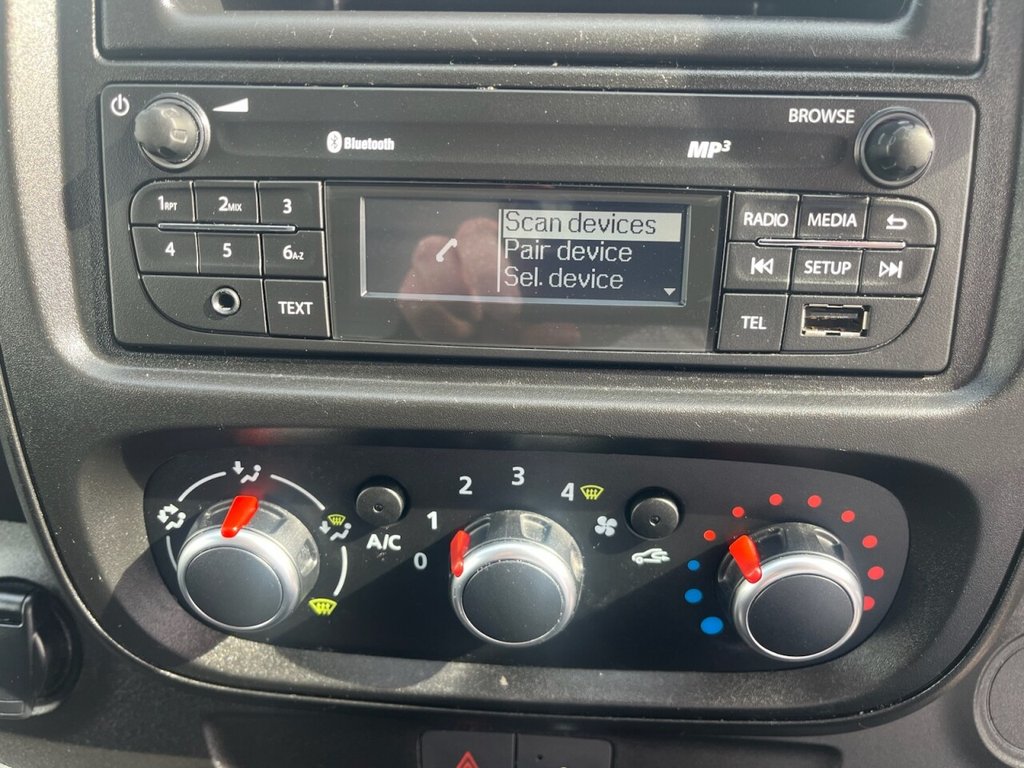 BROWSE
Bluetooth
MP3
1RPT 2MIX 3
RADIO MEDIA
4 5 6A-Z
SETUP
TEXT
TEL
Scan devices
Pair device
Sel. device
A/C
0 1 2 3 4